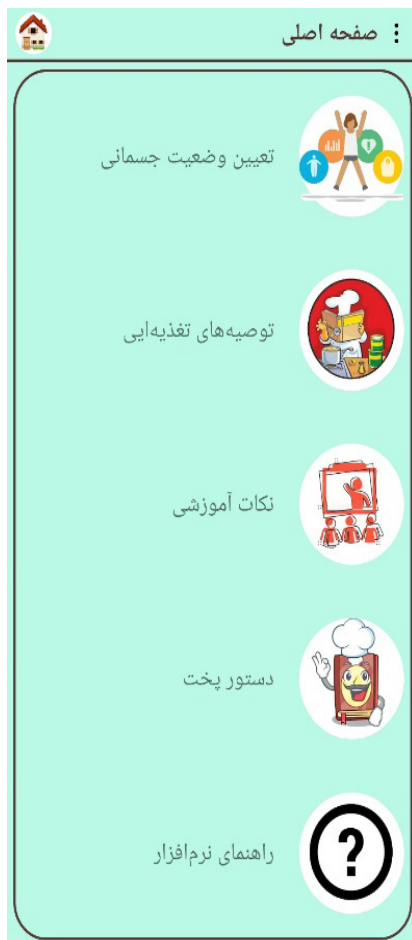 صفحه اصلی
تعیین وضعیت جسمانی
توصیه‌های تغذیه‌ایی
نکات آموزشی
دستور پخت
راهنمای نرم‌افزار
?